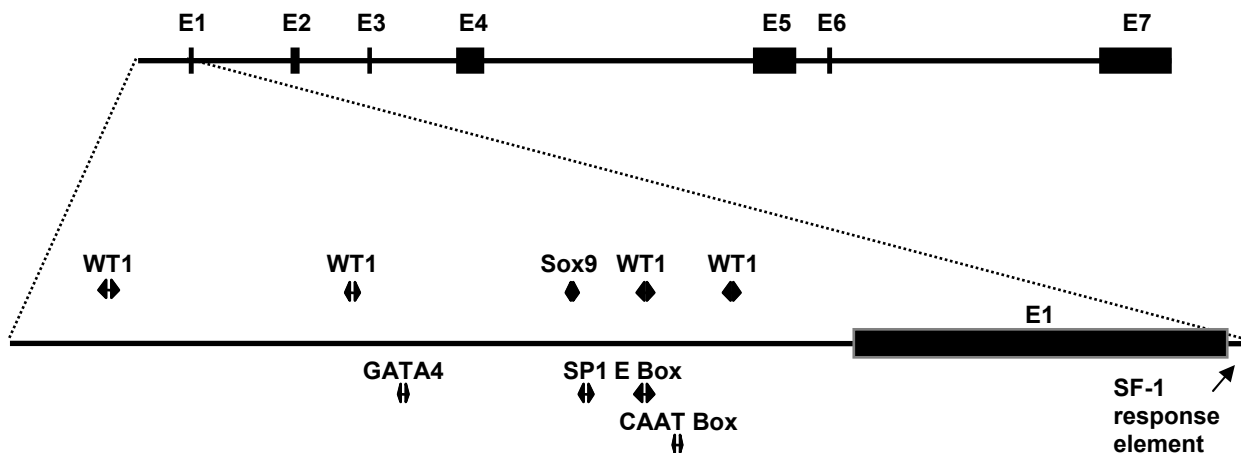 E1 E2 E3 E4 E5 E6 E7
WT1 WT1 Sox9 WT1 WT1
E1
GATA4 SP1 E Box
CAAT Box
SF-1
response
element